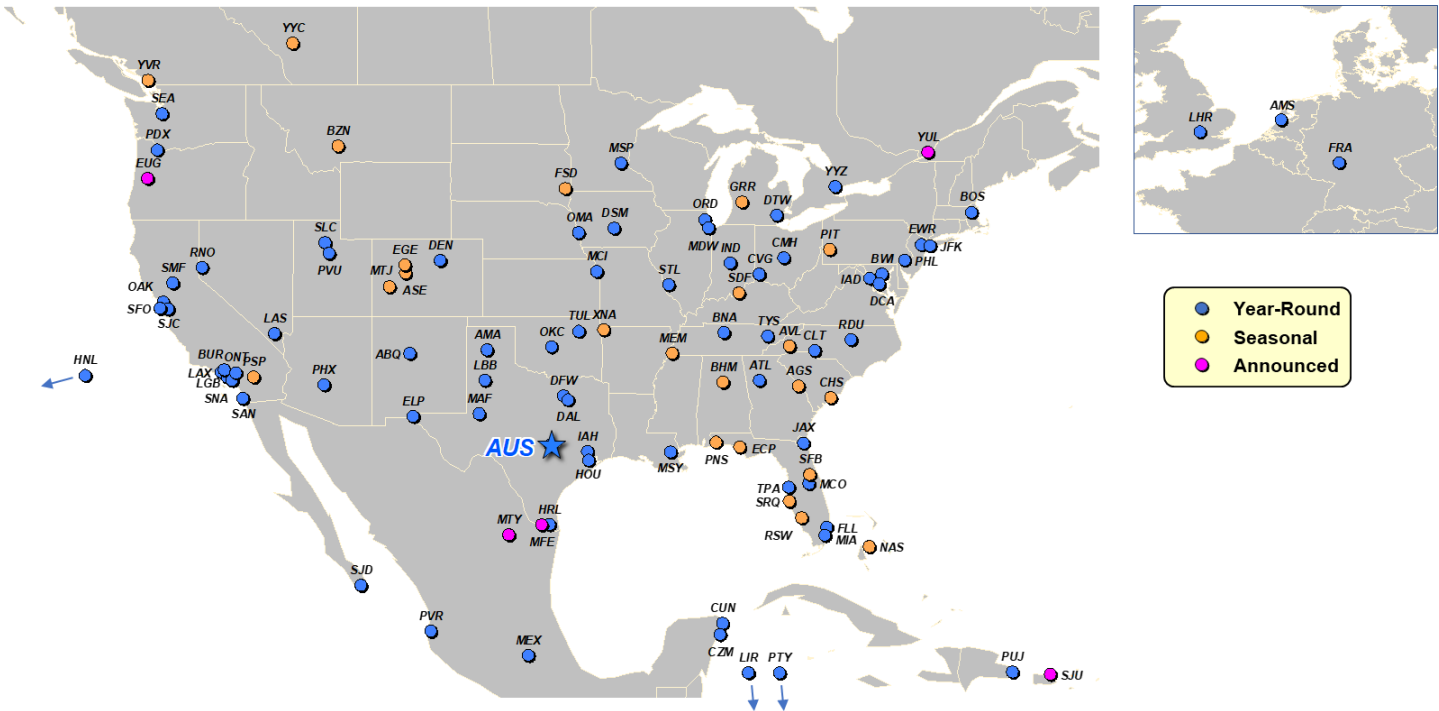 YYC
YVR
SEA
PDX
EUG
BZN
MSP
FSD
YUL
YYZ
GRR
DTW
BOS
ORD
OMA
DSM
MDW
IND
CMH
PIT
EWR
JFK
PHL
SLC
PVU
RNO
SMF
OAK
SFO
SJC
EGE
DEN
MTJ
ASE
MCI
STL
CVG
SDF
BWI
IAD
DCA
LAS
TUL
XNA
OKC
BNA
TYS
AVL
CLT
RDU
HNL
BUR
ONT
PSP
LAX
LGB
SNA
SAN
PHX
ABQ
AMA
LBB
MEM
BHM
ATL
AGS
CHS
ELP
MAF
DFW
DAL
AUS
IAH
HOU
MSY
PNS
ECP
JAX
SFB
MCO
TPA
SRQ
RSW
FLL
MIA
NAS
MTY
HRL
MFE
SJD
PVR
MEX
CUN
CZM
LIR
PTY
PUJ
SJU
LHR
AMS
FRA
Year-Round
Seasonal
Announced